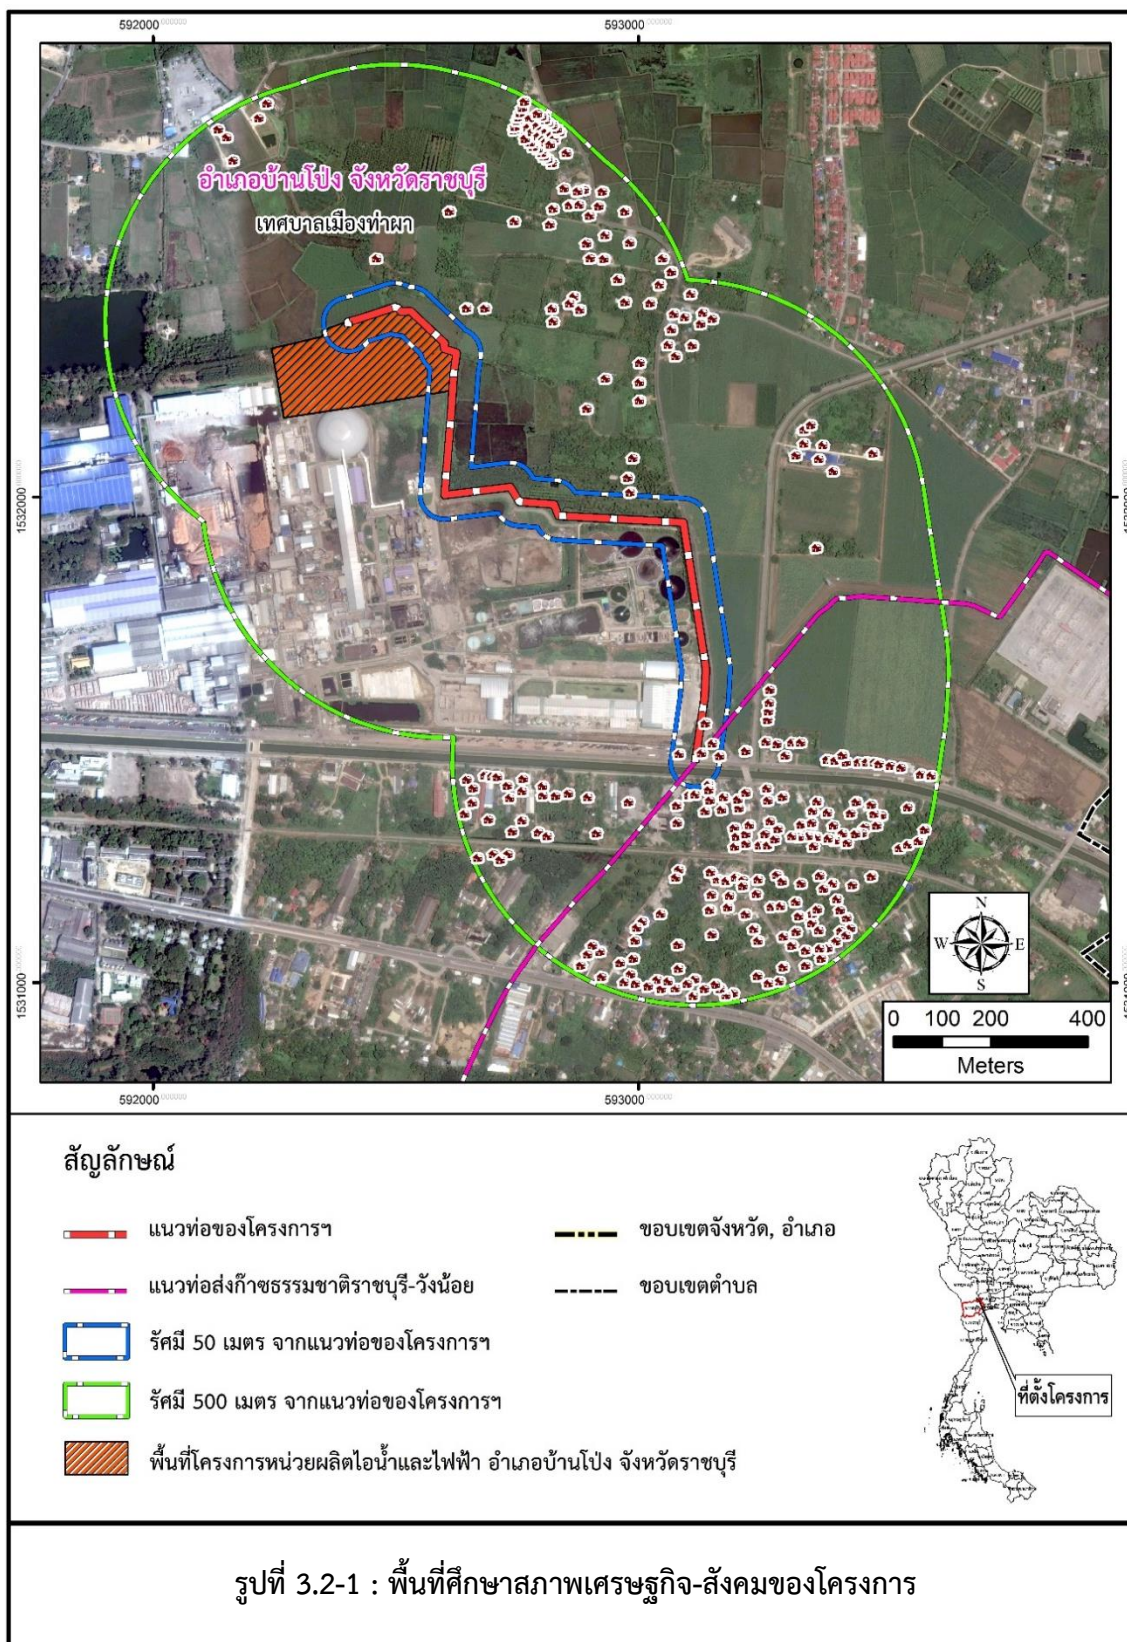 592000.000000 593000.000000
อำเภอบ้านโป่ง จังหวัดราชบุรี
เทศบาลเมืองท่าผา
1532000.000000 1532000.000000
1531000.000000 1531000.000000
N
W E
S
0 100 200 400
Meters
592000.000000 593000.000000
สัญลักษณ์
แนวท่อของโครงการฯ
ขอบเขตจังหวัด, อำเภอ
แนวท่อส่งก๊าซธรรมชาติราชบุรี-วังน้อย
ขอบเขตตำบล
รัศมี 50 เมตร จากแนวท่อของโครงการฯ
รัศมี 500 เมตร จากแนวท่อของโครงการฯ
พื้นที่โครงการหน่วยผลิตไอน้ำและไฟฟ้า อำเภอบ้านโป่ง จังหวัดราชบุรี
ที่ตั้งโครงการ
รูปที่ 3.2-1 : พื้นที่ศึกษาสภาพเศรษฐกิจ-สังคมของโครงการ